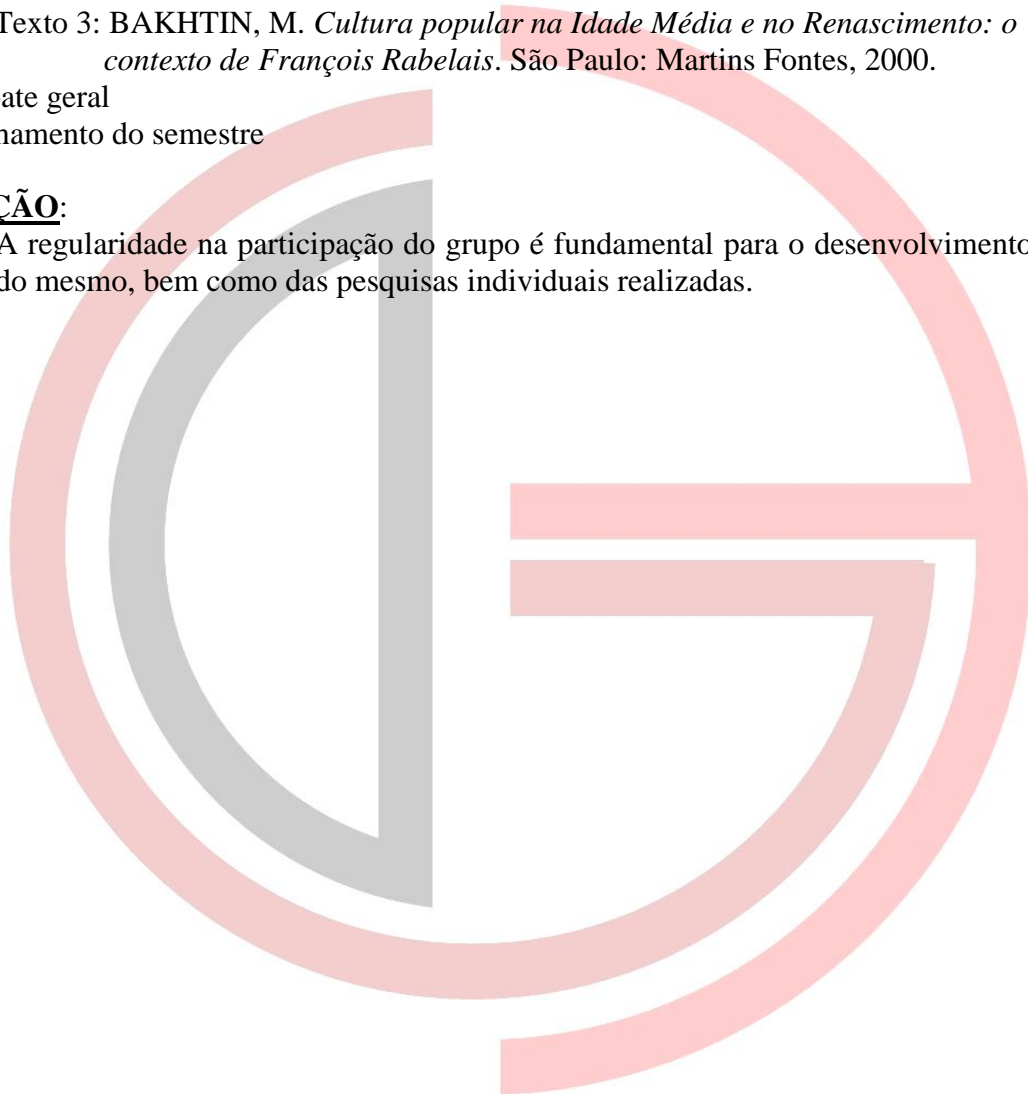 Texto 3: BAKHTIN, M. Cultura popular na Idade Média e no Renascimento: o
contexto de François Rabelais. São Paulo: Martins Fontes, 2000.
ate geral
namento do semestre
ÇÃO:
A regularidade na participação do grupo é fundamental para o desenvolvimento
do mesmo, bem como das pesquisas individuais realizadas.